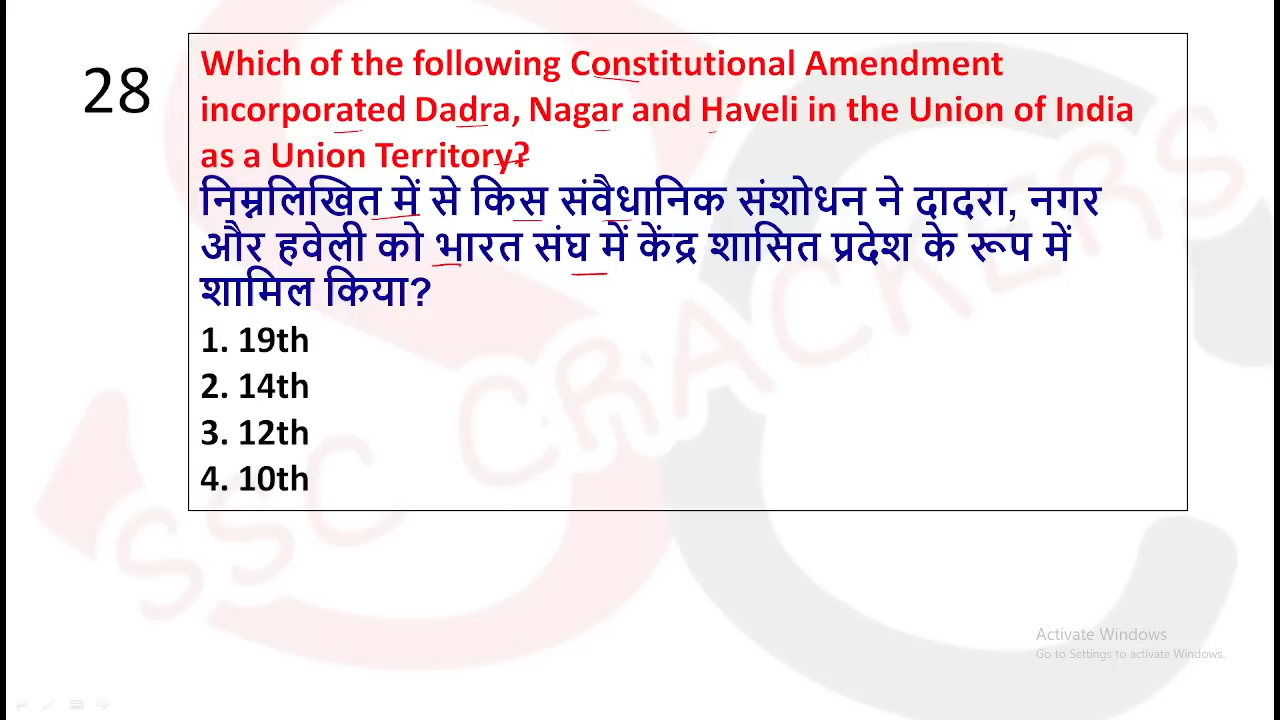 28
Which of the following Constitutional Amendment
incorporated Dadra, Nagar and Haveli in the Union of India
as a Union Territory?
निम्नलिखित में से किस संवैधानिक संशोधन ने दादरा, नगर
और हवेली को भारत संघ में केंद्र शासित प्रदेश के रूप में
शामिल किया?
1. 19th
2. 14th
3. 12th
4. 10th
SSC CRACKERS
Activate Windows
Go to Settings to activate Windows.